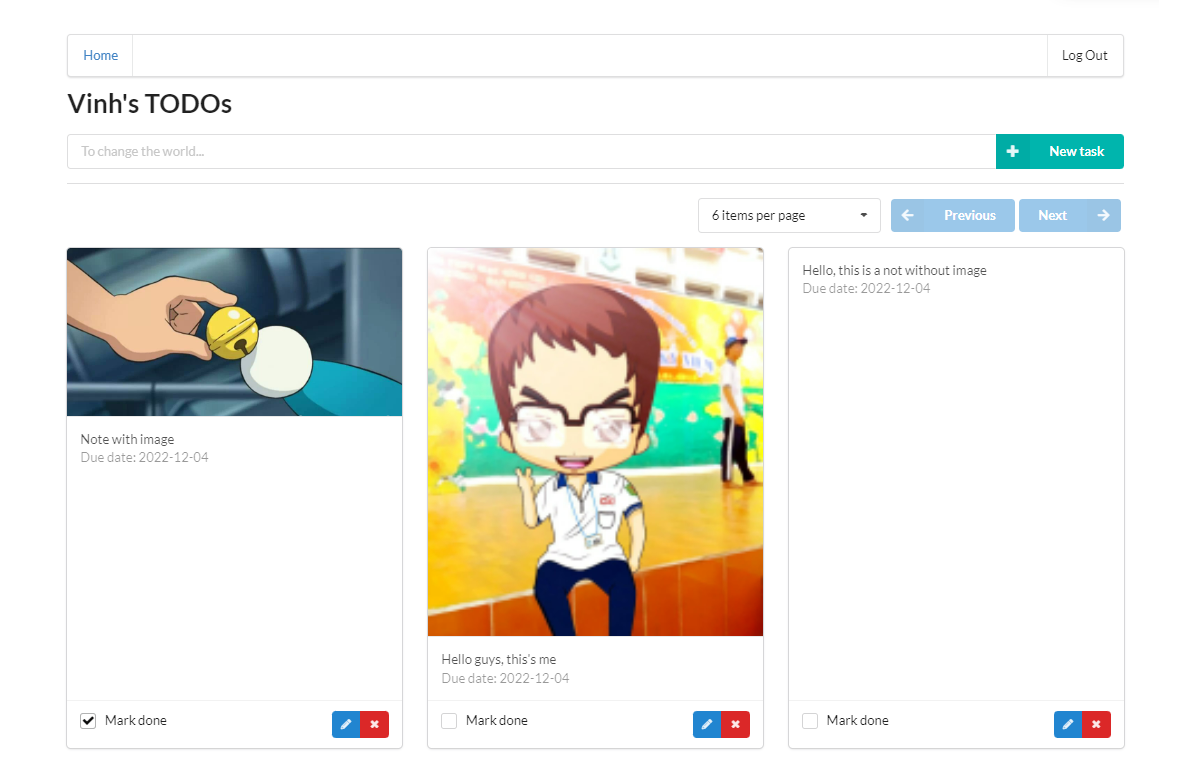 Home
Log Out
Vinh's TODOs
To change the world...
New task
6 items per page
Previous
Next
Note with image
Due date: 2022-12-04
Hello guys, this's me
Due date: 2022-12-04
Hello, this is a not without image
Due date: 2022-12-04
Mark done
Mark done
Mark done